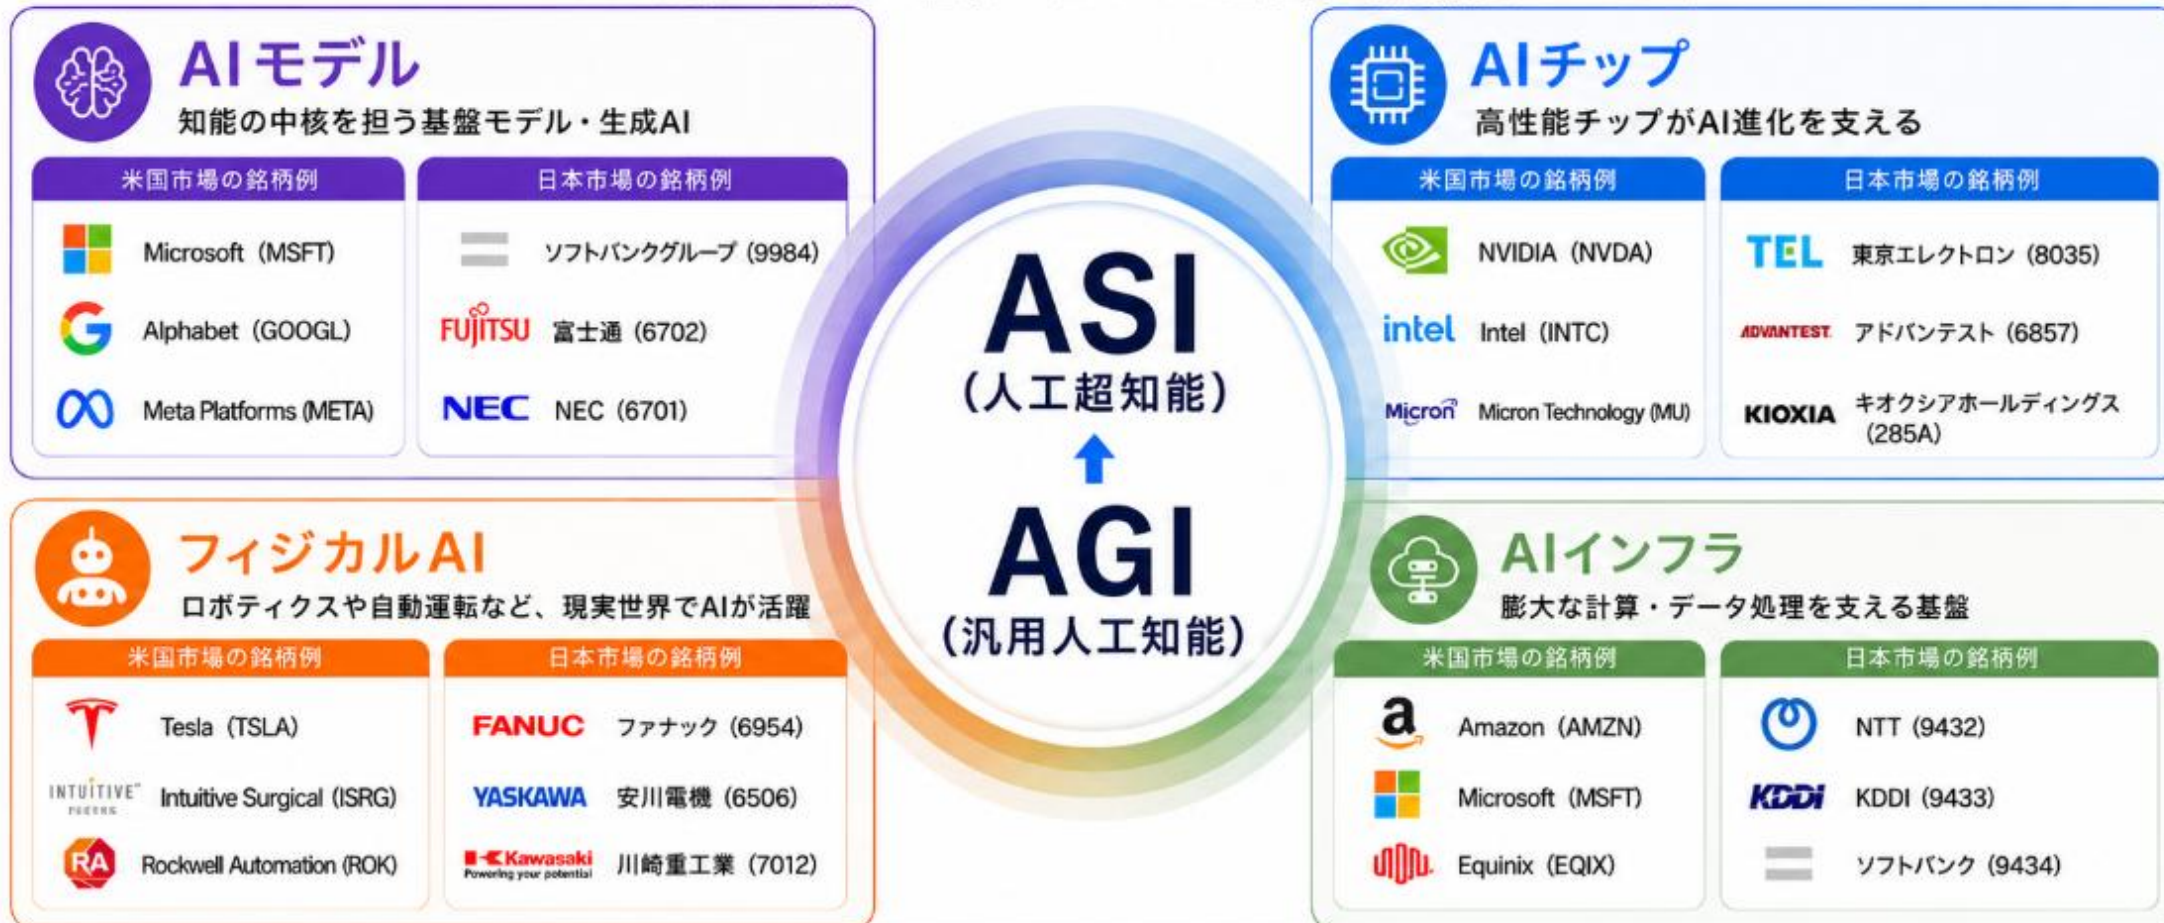 AIモデル
知能の中核を担う基盤モデル・生成AI
米国市場の銘柄例
Microsoft (MSFT)
Alphabet (GOOGL)
Meta Platforms (META)
日本市場の銘柄例
ソフトバンクグループ (9984)
FUJITSU 富士通 (6702)
NEC NEC (6701)
AIチップ
高性能チップがAI進化を支える
米国市場の銘柄例
NVIDIA (NVDA)
intel Intel (INTC)
Micron Micron Technology (MU)
日本市場の銘柄例
TEL 東京エレクトロン (8035)
ADVANTEST アドバンテスト (6857)
KIOXIA キオクシアホールディングス
(285A)
ASI
(人工超知能)
AGI
(汎用人工知能)
フィジカルAI
ロボティクスや自動運転など、現実世界でAIが活躍
米国市場の銘柄例
Tesla (TSLA)
INTUITIVE Intuitive Surgical (ISRG)
RA Rockwell Automation (ROK)
日本市場の銘柄例
FANUC ファナック (6954)
YASKAWA 安川電機 (6506)
Kawasaki 川崎重工業 (7012)
Powering your potential
AIインフラ
膨大な計算・データ処理を支える基盤
米国市場の銘柄例
a Amazon (AMZN)
Microsoft (MSFT)
Equinix (EQIX)
日本市場の銘柄例
NTT (9432)
KDDI KDDI (9433)
ソフトバンク (9434)